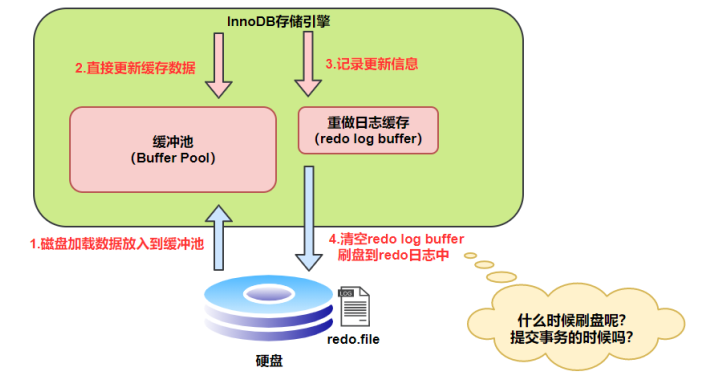 InnoDB存储引擎
2.直接更新缓存数据
3.记录更新信息
缓冲池
（Buffer Pool）
重做日志缓存
（redo log buffer）
1.磁盘加载数据放入到缓冲池
4.清空redo log buffer
刷盘到redo日志中
LOG
redo.file
硬盘
什么时候刷盘呢？
提交事务的时候吗？